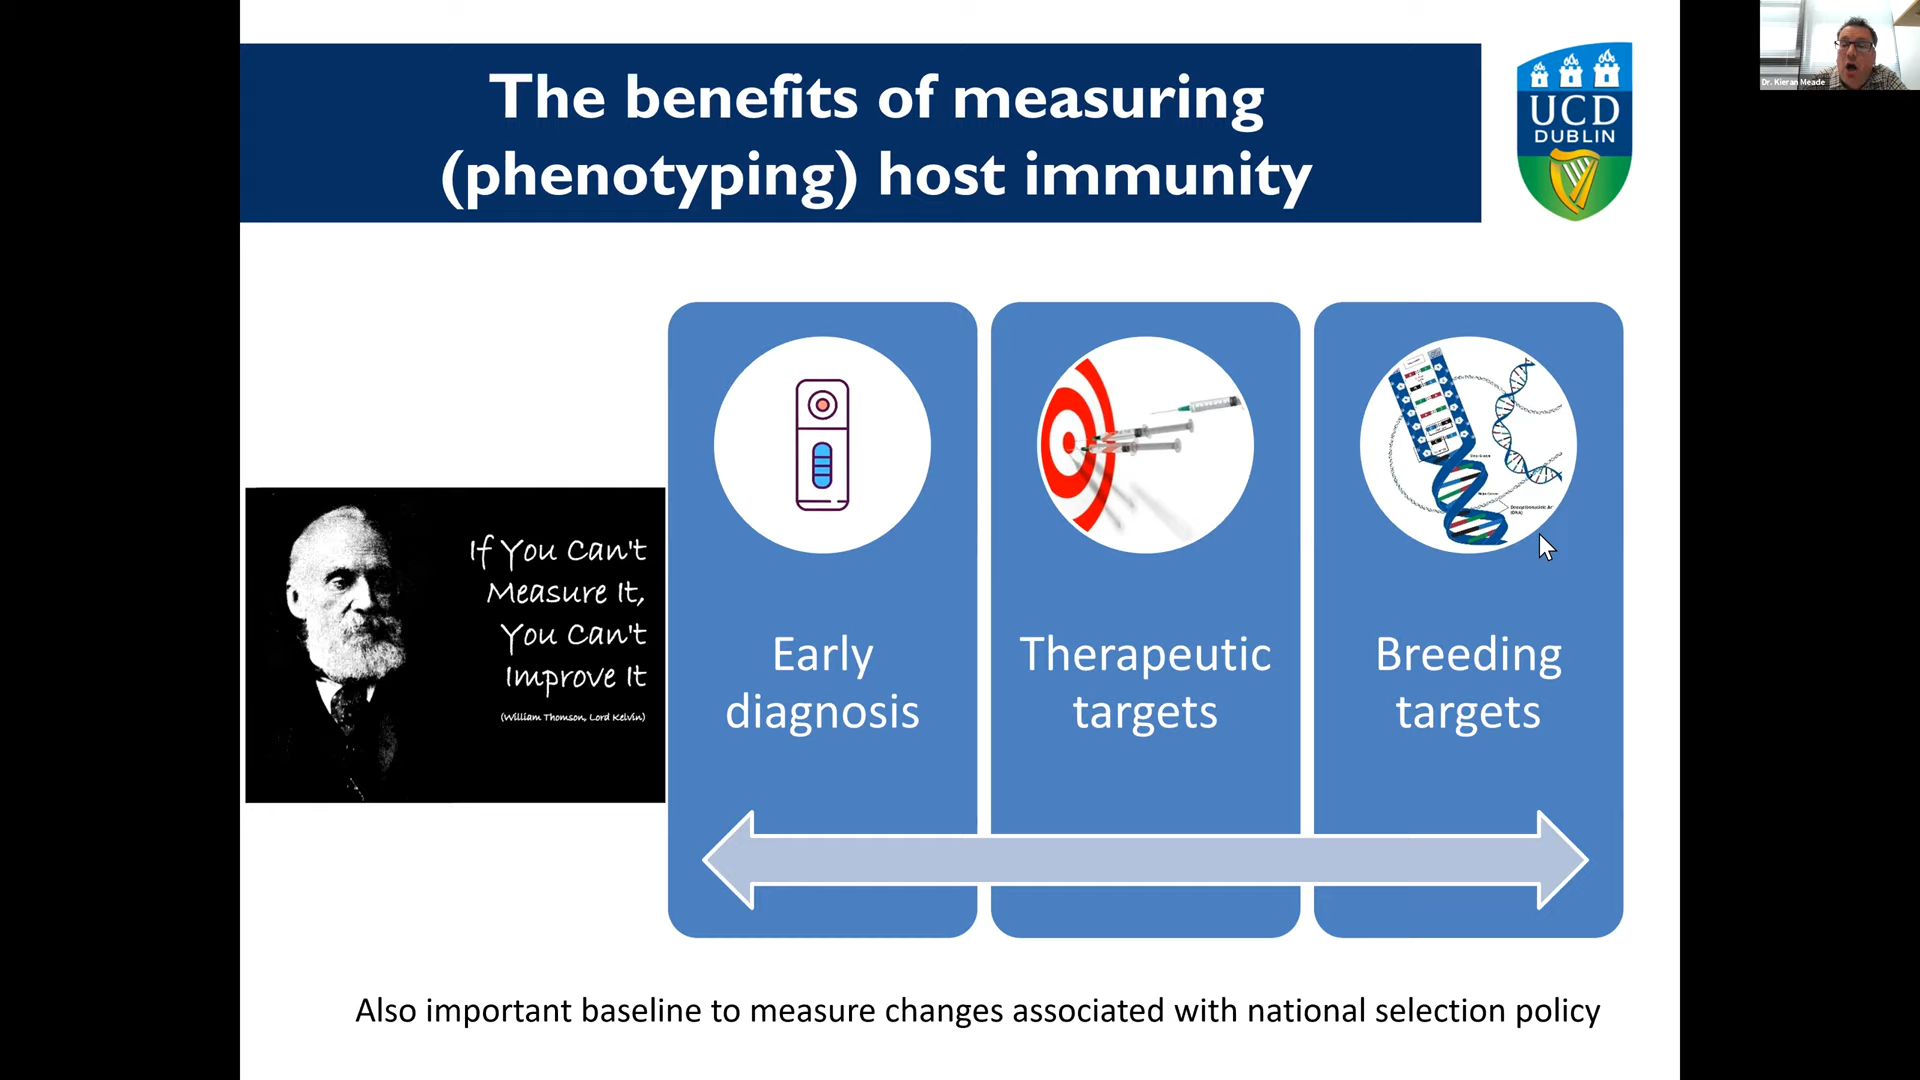 The benefits of measuring
(phenotyping) host immunity
UCD
DUBLIN
Dr. Kieran Meade
If You Can't
Measure It,
You Can't
Improve It
(William Thomson, Lord Kelvin)
Early
diagnosis
Therapeutic
targets
Breeding
targets
Also important baseline to measure changes associated with national selection policy